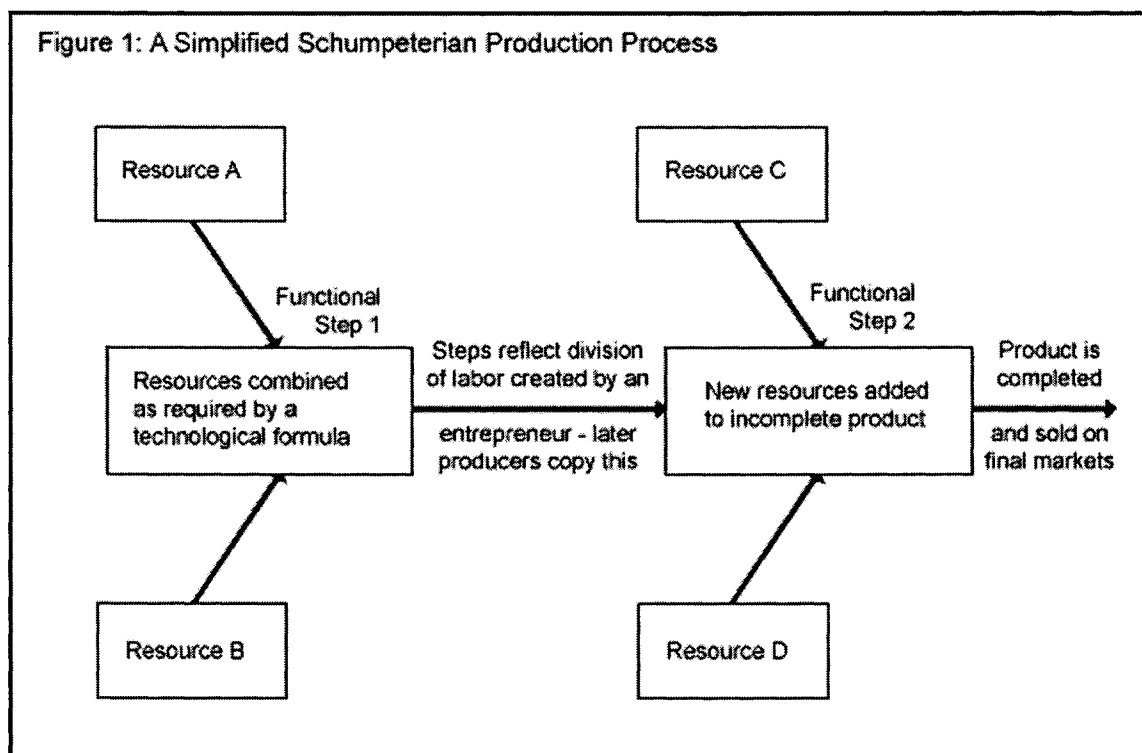 Figure 1: A Simplified Schumpeterian Production Process
Resource A
Resource C
Functional
Step 1
Functional
Step 2
Resources combined
as required by a
technological formula
Steps reflect division
of labor created by an
entrepreneur - later
producers copy this
New resources added
to incomplete product
Product is
completed
and sold on
final markets
Resource B
Resource D